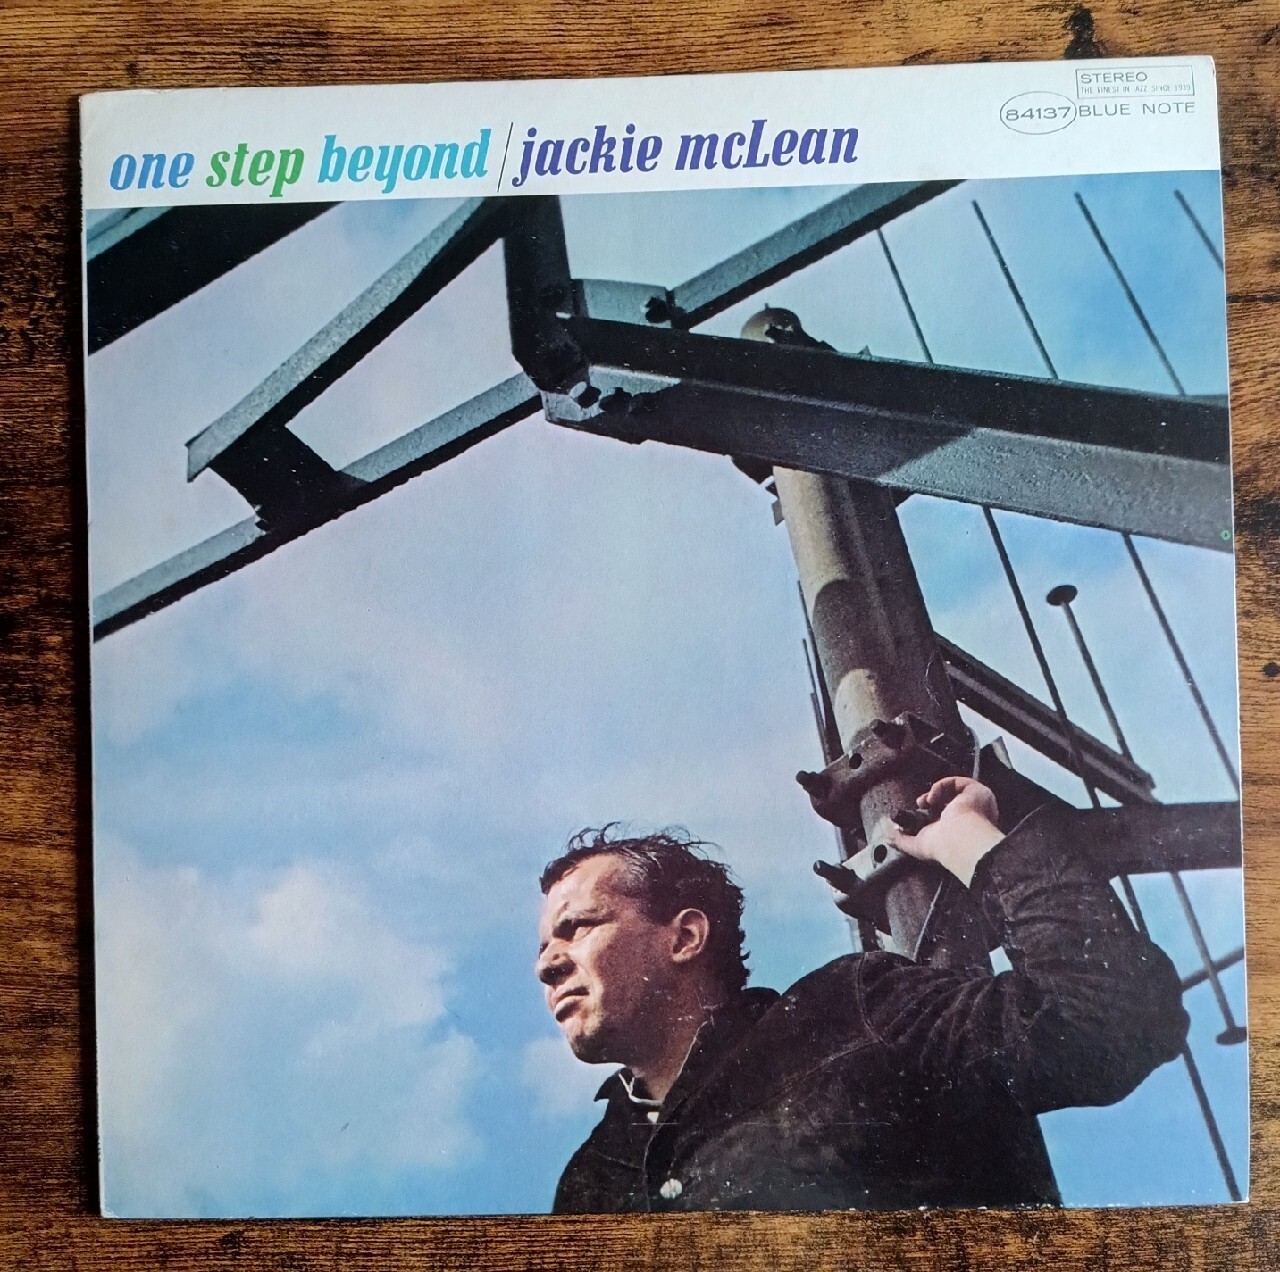 STEREO
THE FINEST IN JAZZ SINCE 1939
84137 BLUE NOTE
one step beyond/jackie mcLean